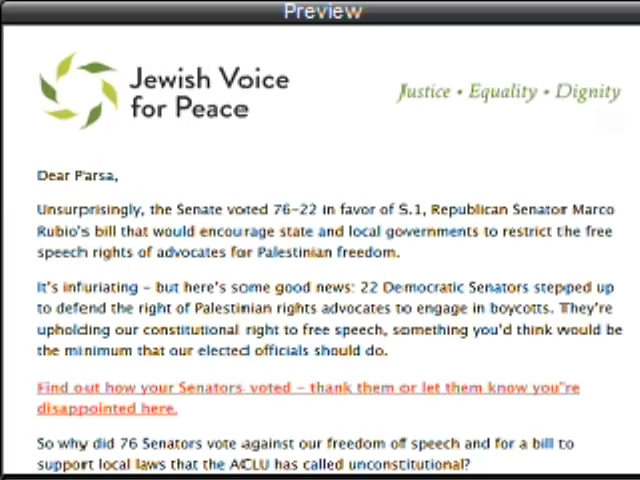 Preview
Jewish Voice
for Peace
Justice • Equality • Dignity
Dear Parsa,
Unsurprisingly, the Senate voted 76-22 in favor of S.1, Republican Senator Marco
Rubio's bill that would encourage state and local governments to restrict the free
speech rights of advocates for Palestinian freedom.
It's infuriating – but here's some good news: 22 Democratic Senators stepped up
to defend the right of Palestinian rights advocates to engage in boycotts. They're
upholding our constitutional right to free speech, something you'd think would be
the minimum that our elected officials should do.
Find out how your Senators voted – thank them or let them know you"re
disappointed here.
So why did 76 Senators vote against our freedom of speech and for a bill to
support local laws that the ACLU has called unconstitutional?